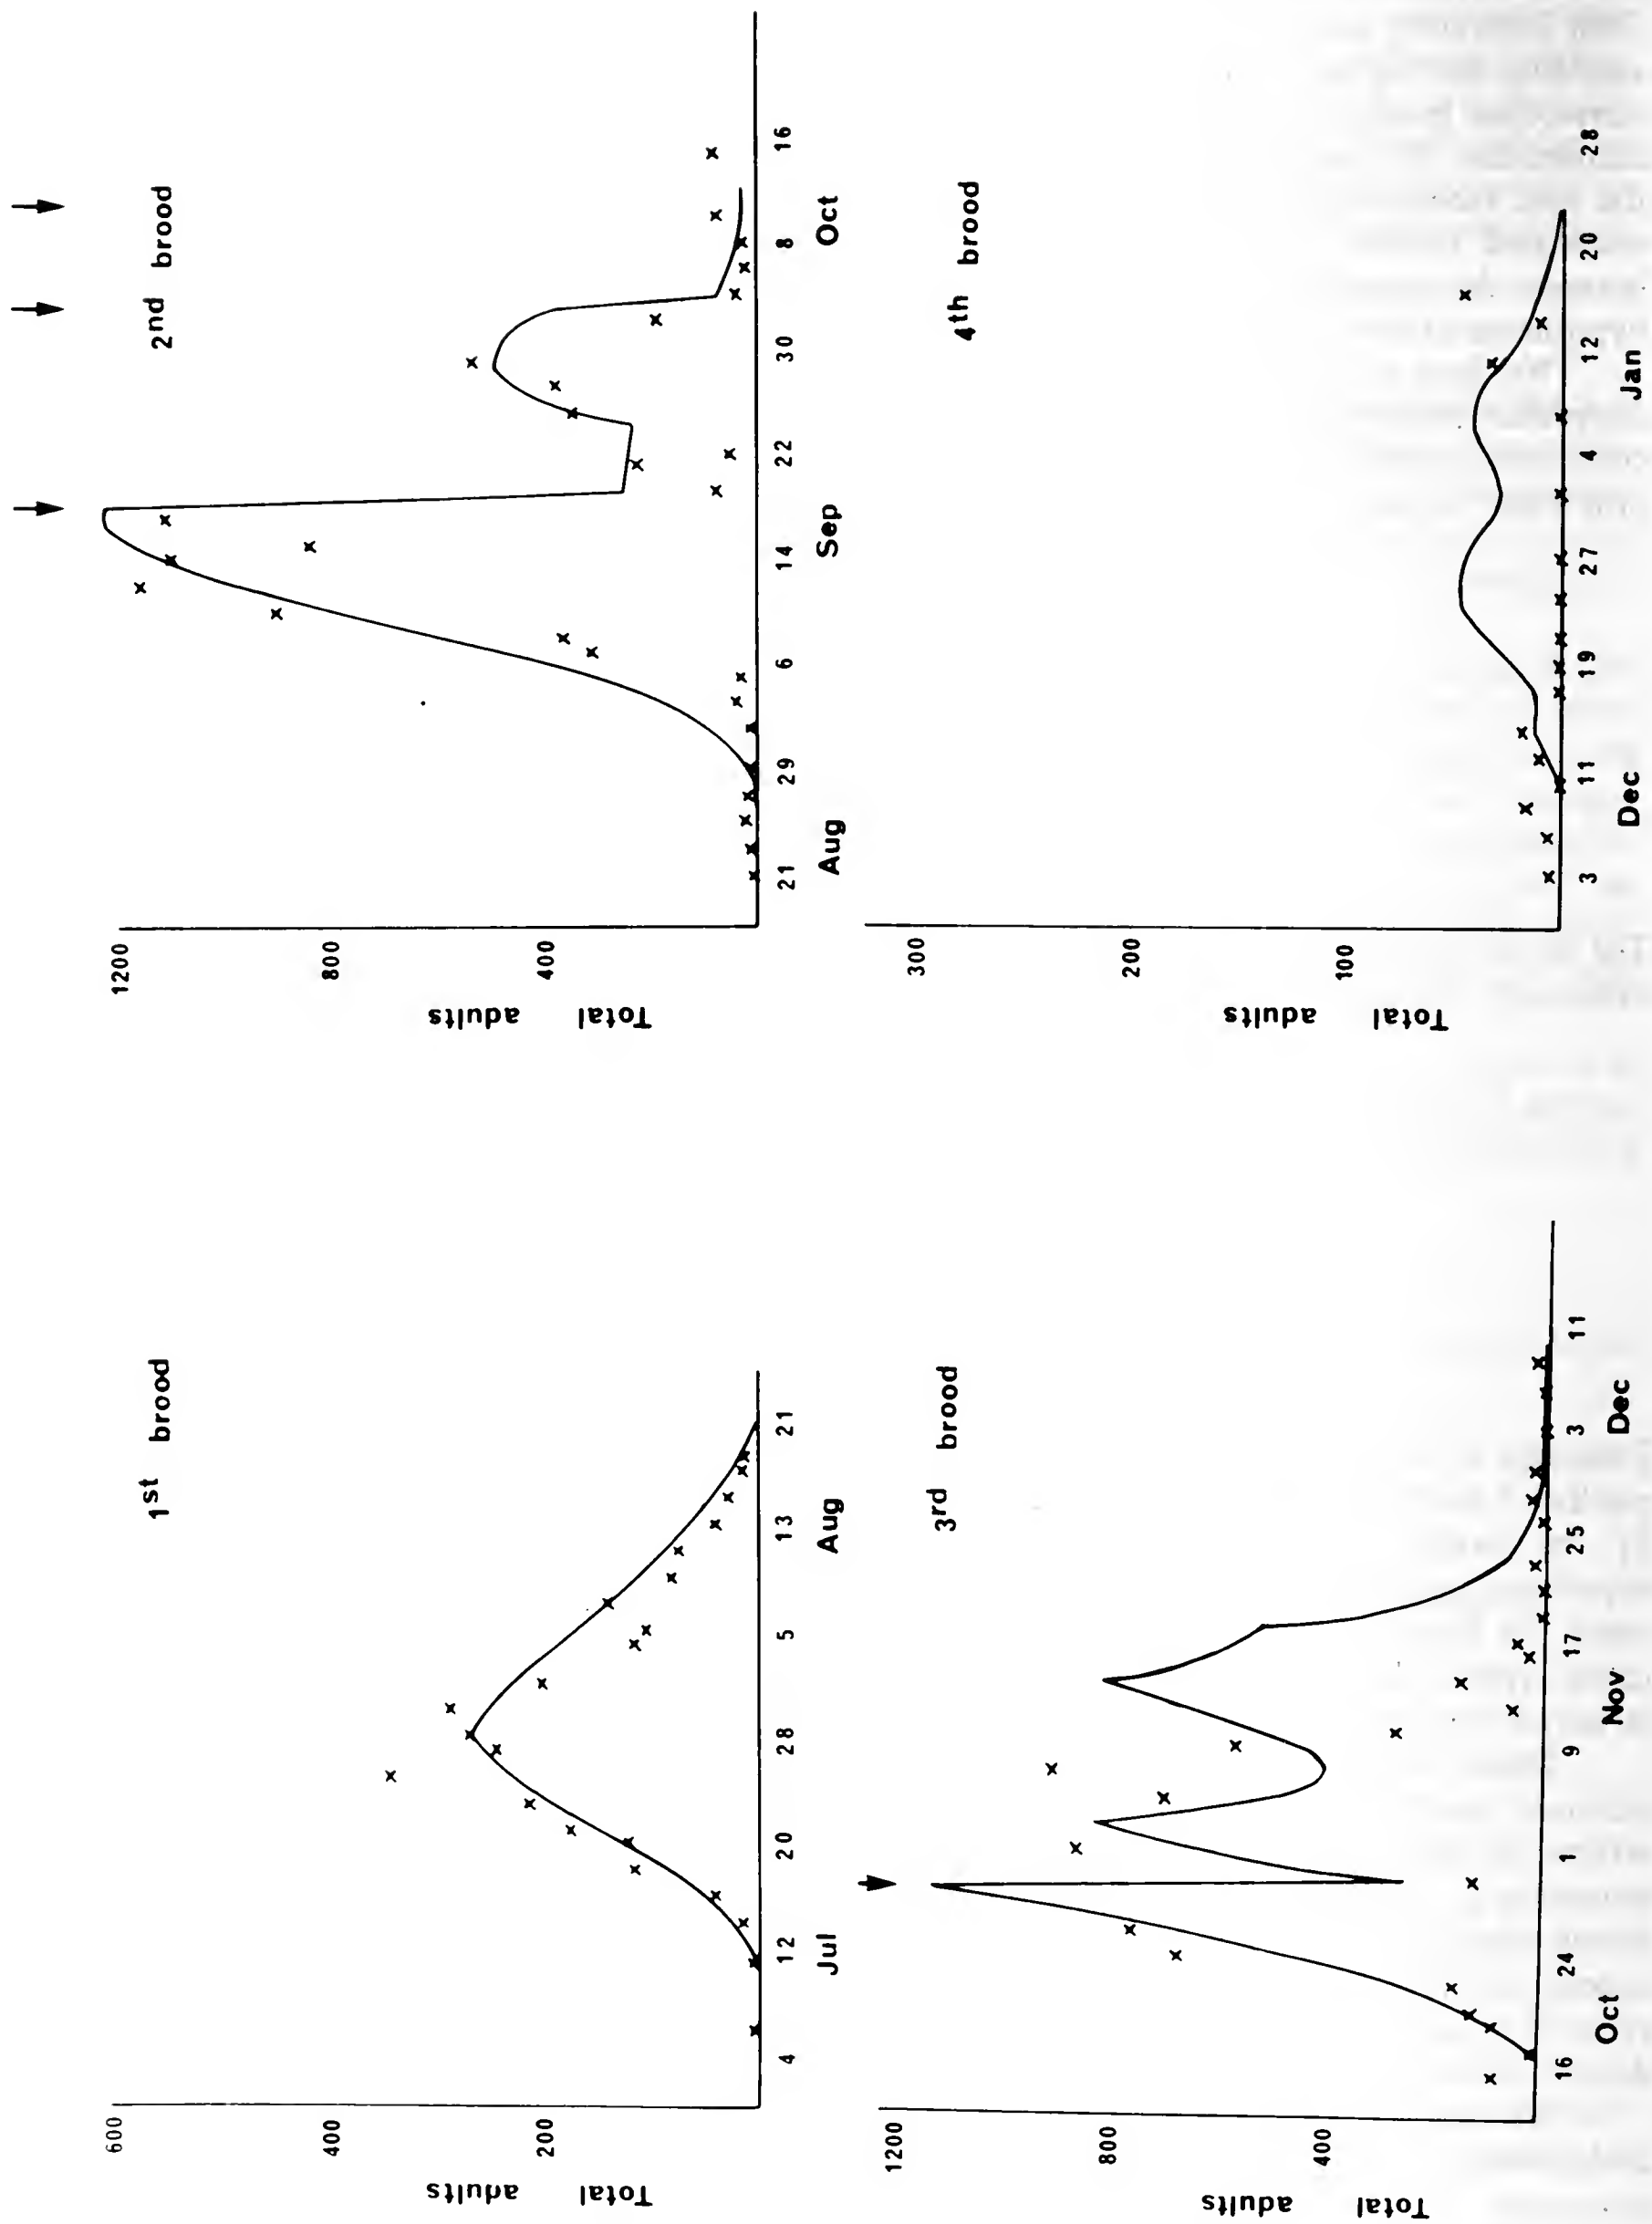 1st brood
600
400
200
Total adults
4 12 20 28 5 13 21
Jul Aug
2nd brood
1200
800
400
Total adults
21 29 6 14 22 30 8 16
Aug Sep Oct
3rd brood
1200
800
400
Total adults
16 24 1 9 17 25 3 11
Oct Nov Dec
4th brood
300
200
100
Total adults
3 11 19 27 4 12 20 28
Dec Jan